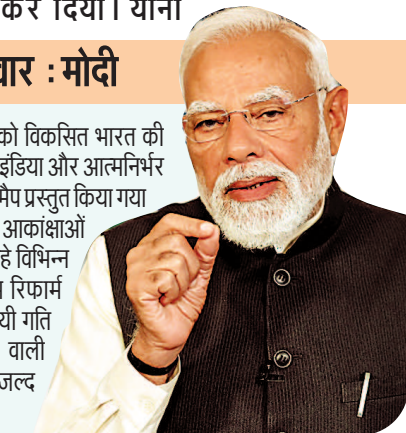 कर दिया। यानी
वार : मोदी
को विकसित भारत की
इंडिया और आत्मनिर्भर
मैप प्रस्तुत किया गया
आकांक्षाओं
हे विभिन्न
रिफार्म
यी गति
वाली
जल्द